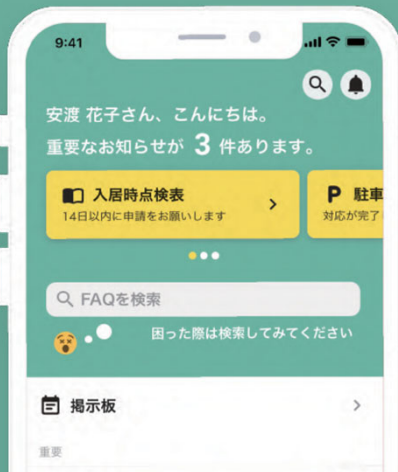 9:41
安渡 花子さん、こんにちは。
重要なお知らせが 3 件あります。
入居時点検表
14日以内に申請をお願いします
P 駐車
対応が完了
FAQを検索
困った際は検索してみてください
掲示板
重要